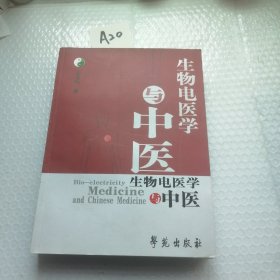 A20
生物电医学
与
中医
Bio-electricity
Medicine
and Chinese Medicine
生物电医学
与中医
学苑出版社